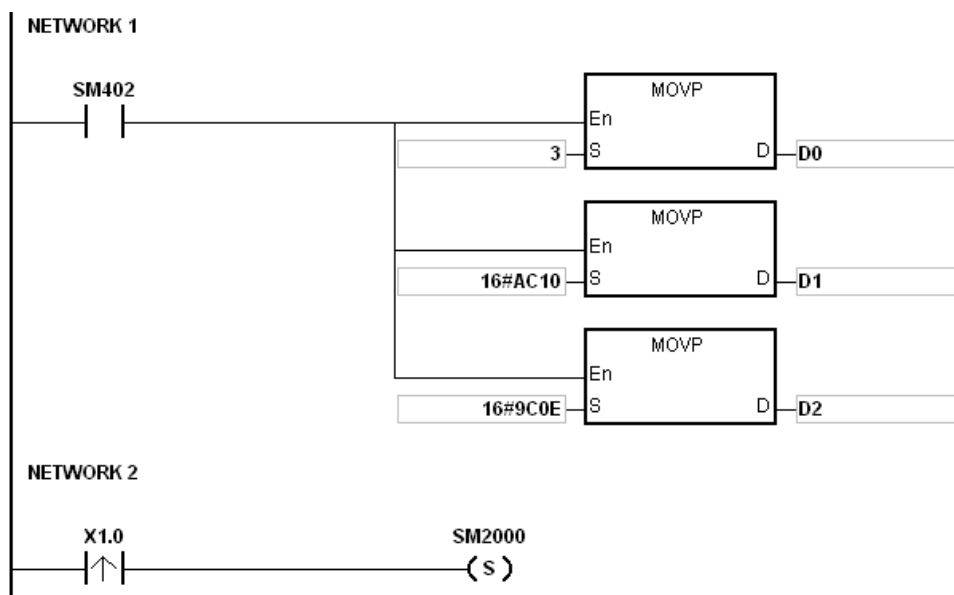 NETWORK 1
SM402
MOVP
En
3 S D D0
MOVP
En
16#AC10 S D D1
MOVP
En
16#9C0E S D D2
NETWORK 2
X1.0 SM2000
S